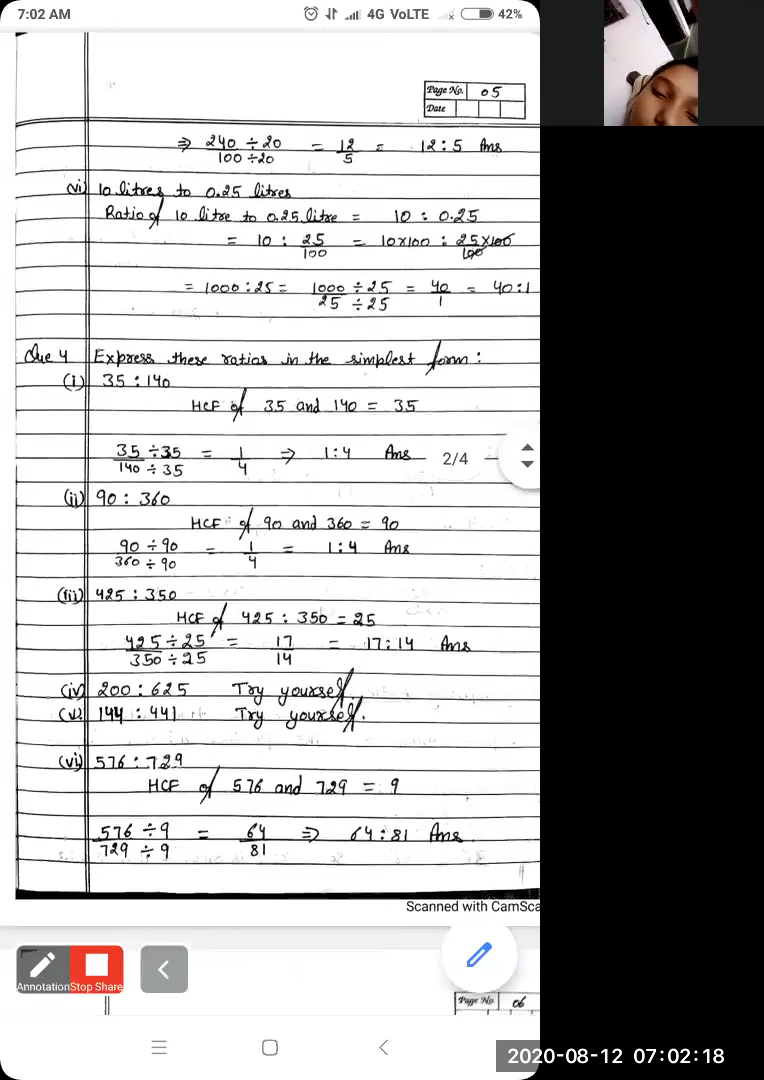 7:02 AM 4G VoLTE 42%
Page No. 05
Date
⇒ 240 ÷ 20 / 100 ÷ 20 = 12/5 = 12 : 5 Ans
(vi) 10 litres to 0.25 litres
Ratio of 10 litre to 0.25 litre = 10 : 0.25
= 10 : 25/100 = 10×100 : 25×100/100
= 1000 : 25 = 1000 ÷ 25 / 25 ÷ 25 = 40/1 = 40:1
Que 4 Express these ratios in the simplest form :
(i) 35 : 140
HCF of 35 and 140 = 35
35 ÷ 35 / 140 ÷ 35 = 1/4 ⇒ 1:4 Ans
2/4
(ii) 90 : 360
HCF of 90 and 360 = 90
90 ÷ 90 / 360 ÷ 90 = 1/4 = 1:4 Ans
(iii) 425 : 350
HCF of 425 : 350 = 25
425 ÷ 25 / 350 ÷ 25 = 17/14 = 17:14 Ans
(iv) 200 : 625 Try yourself.
(v) 144 : 441 Try yourself.
(vi) 576 : 729
HCF of 576 and 729 = 9
576 ÷ 9 / 729 ÷ 9 = 64/81 ⇒ 64:81 Ans.
Scanned with CamSca
Annotation Stop Share
Page No 06
2020-08-12 07:02:18